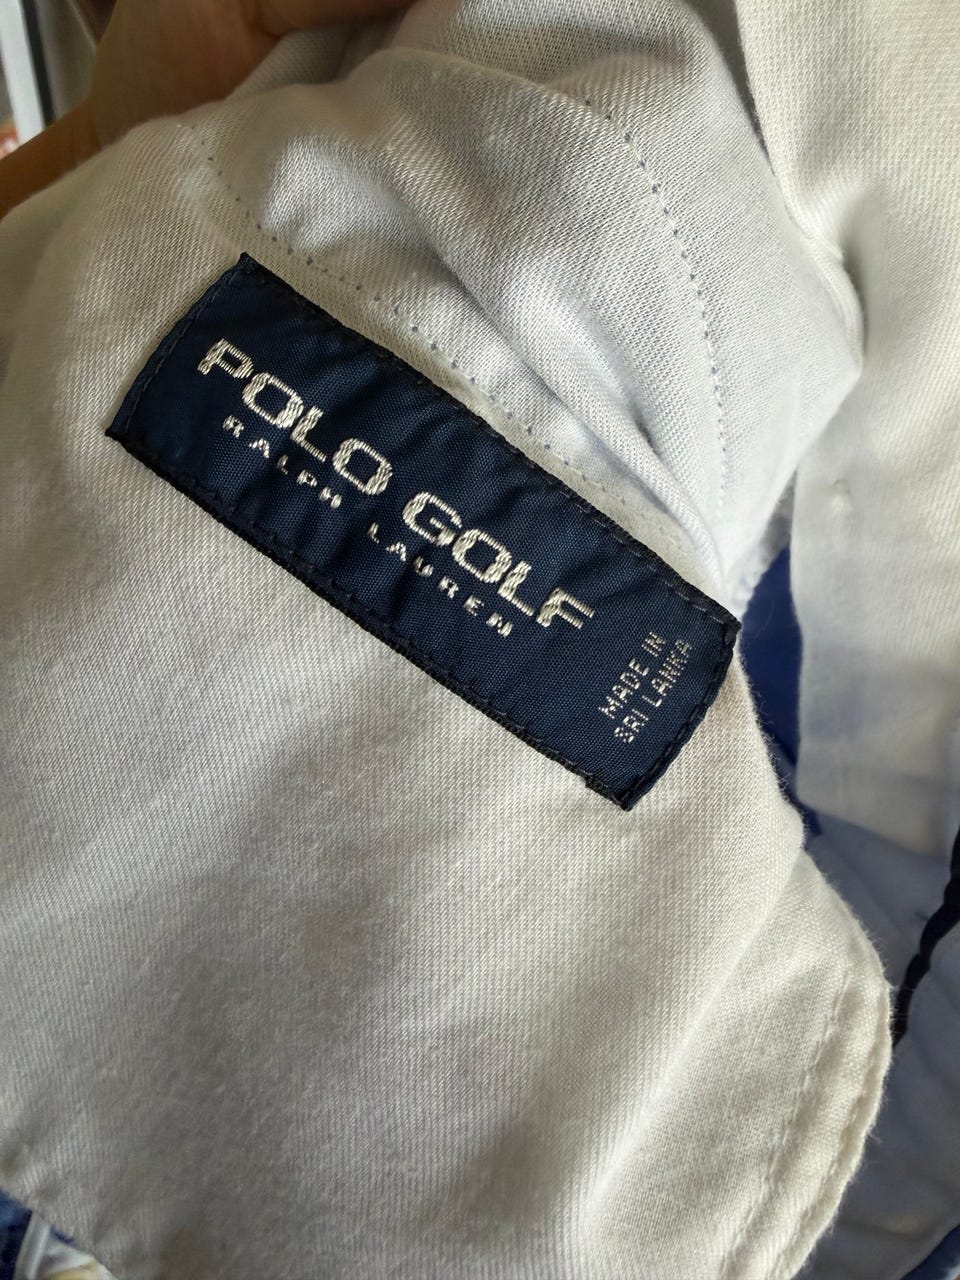 POLO GOLF
RALPH LAUREN
MADE IN
SRI LANKA